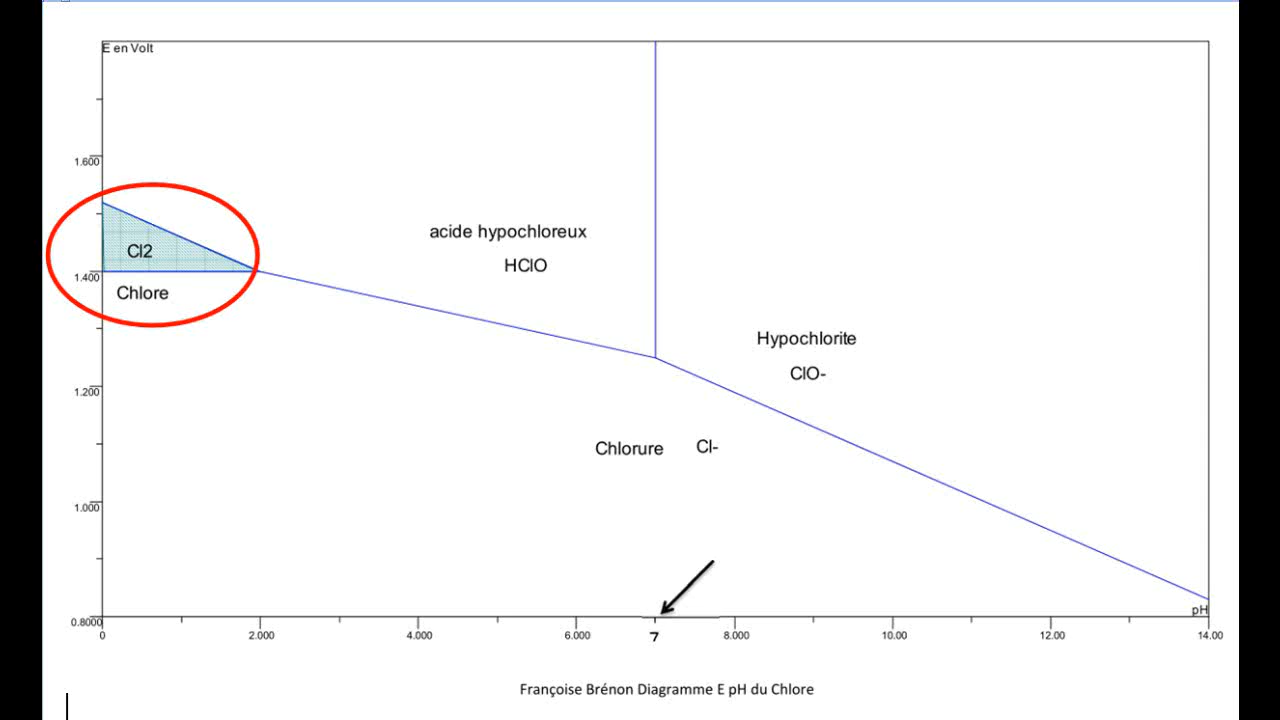 E en Volt
1.600
acide hypochloreux
Cl2
HClO
1.400
Chlore
Hypochlorite
ClO-
1.200
Chlorure Cl-
1.000
pH
0.8000
0 2.000 4.000 6.000 7 8.000 10.00 12.00 14.00
Françoise Brénon Diagramme E pH du Chlore